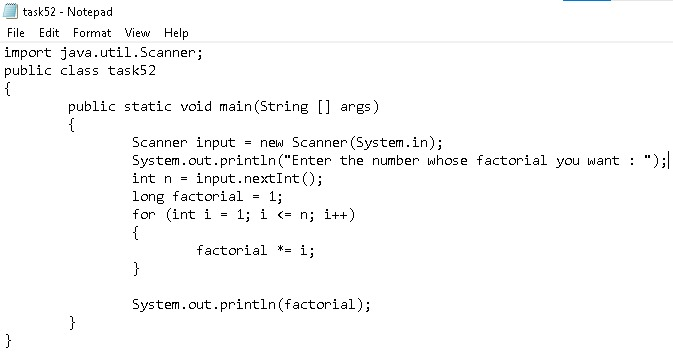 task52 - Notepad
File Edit Format View Help
import java.util.Scanner;
public class task52
{
        public static void main(String [] args)
        {
                Scanner input = new Scanner(System.in);
                System.out.println("Enter the number whose factorial you want : ");
                int n = input.nextInt();
                long factorial = 1;
                for (int i = 1; i <= n; i++)
                {
                        factorial *= i;
                }

                System.out.println(factorial);
        }
}